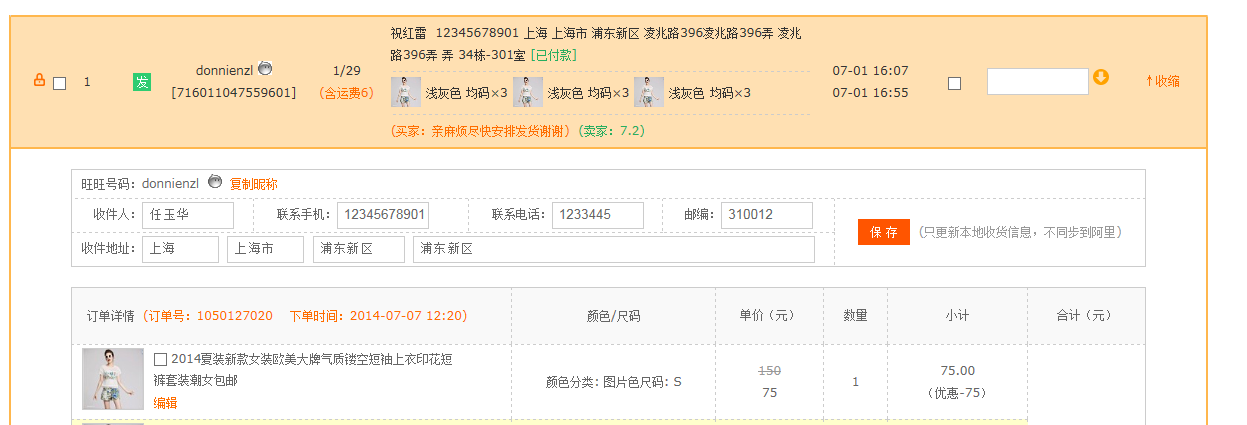 祝红雷 12345678901 上海 上海市 浦东新区 凌兆路396凌兆路396弄 凌兆
路396弄 弄 34栋-301室 [已付款]
1 发 donnienzl 1/29 07-01 16:07 ↑收缩
[716011047559601] (含运费6) 浅灰色 均码×3 浅灰色 均码×3 浅灰色 均码×3 07-01 16:55
(买家：亲麻烦尽快安排发货谢谢) (卖家：7.2)
旺旺号码：donnienzl 复制昵称
收件人： 任玉华 联系手机： 12345678901 联系电话： 1233445 邮编： 310012
保 存 (只更新本地收货信息，不同步到阿里)
收件地址： 上海 上海市 浦东新区 浦东新区
订单详情 (订单号：1050127020 下单时间：2014-07-07 12:20) 颜色/尺码 单价（元） 数量 小计 合计（元）
2014夏装新款女装欧美大牌气质镂空短袖上衣印花短
裤套装潮女包邮
编辑
颜色分类: 图片色尺码: S
150
75
1
75.00
（优惠-75）